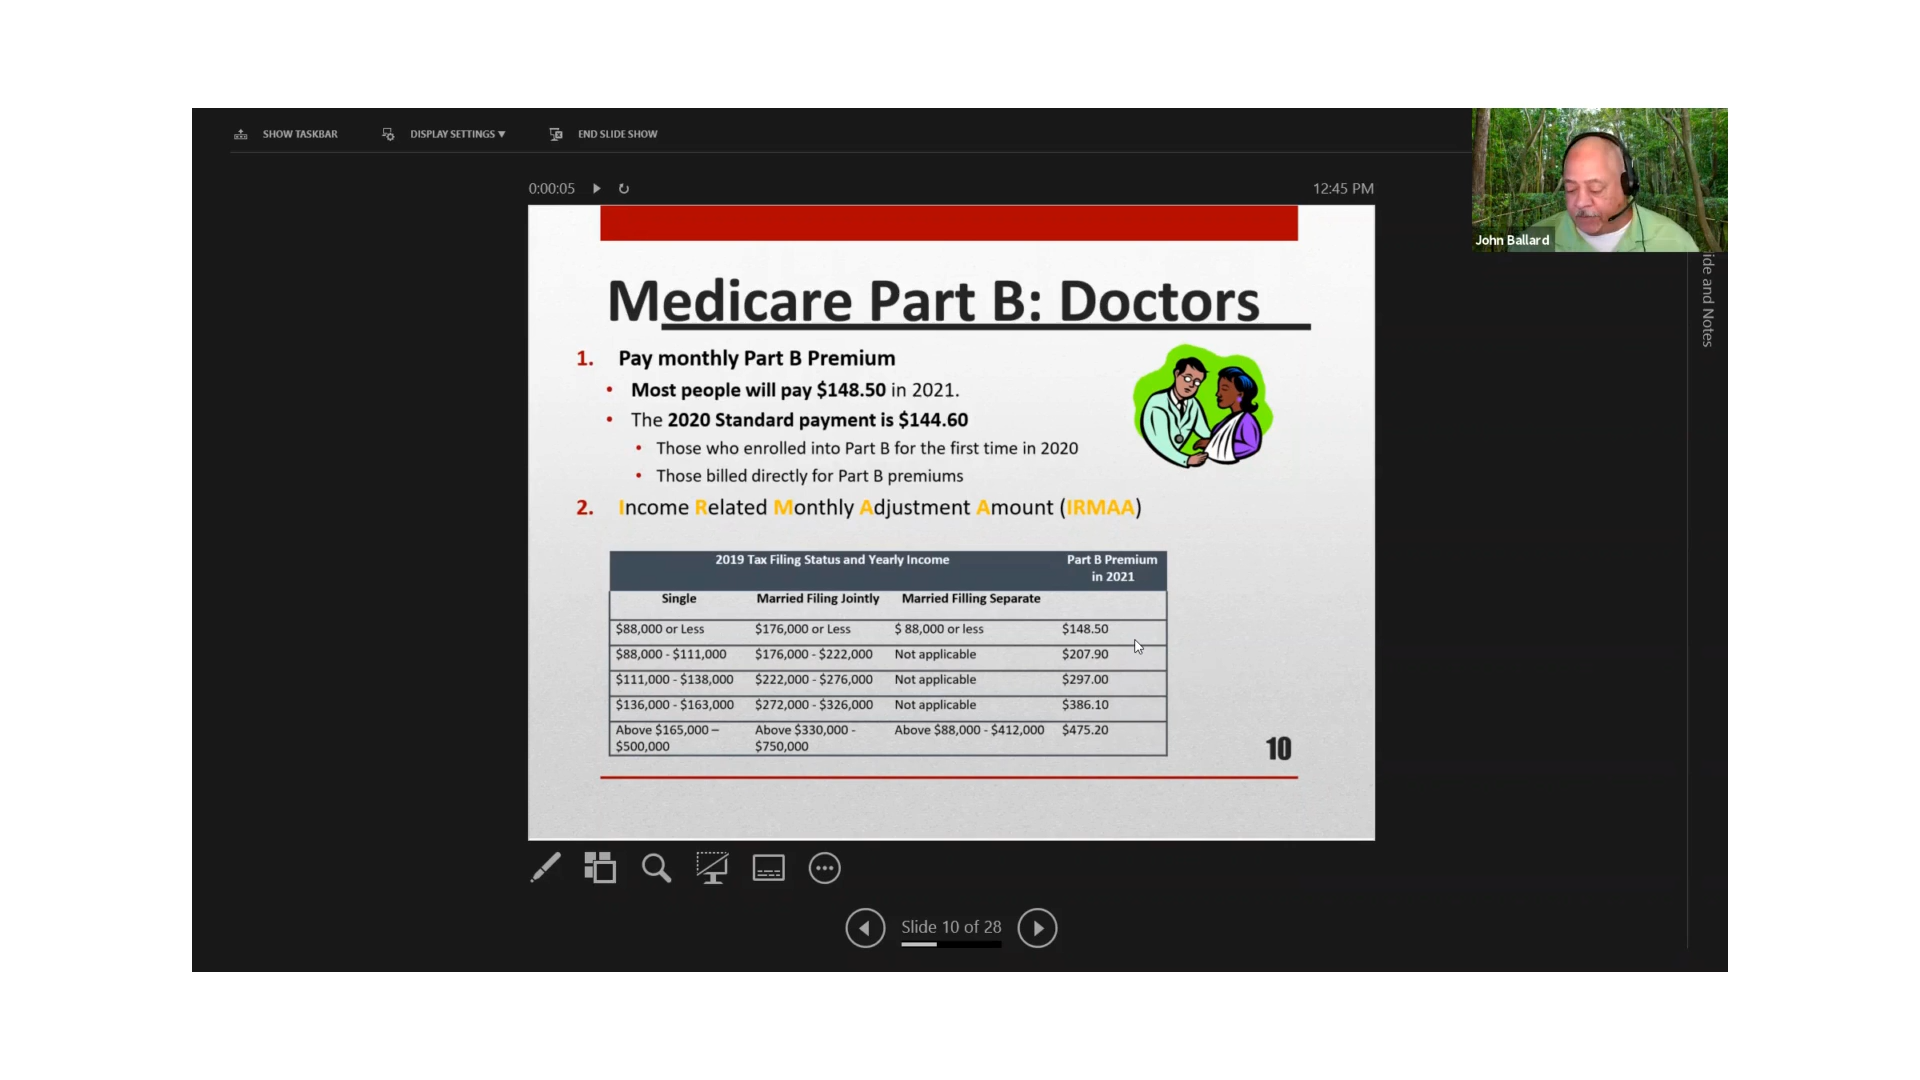 SHOW TASKBAR DISPLAY SETTINGS ▼ END SLIDE SHOW
John Ballard
0:00:05 12:45 PM
ide and Notes
Medicare Part B: Doctors
1. Pay monthly Part B Premium
• Most people will pay $148.50 in 2021.
• The 2020 Standard payment is $144.60
• Those who enrolled into Part B for the first time in 2020
• Those billed directly for Part B premiums
2. Income Related Monthly Adjustment Amount (IRMAA)
2019 Tax Filing Status and Yearly Income Part B Premium
in 2021
Single Married Filing Jointly Married Filling Separate
$88,000 or Less $176,000 or Less $ 88,000 or less $148.50
$88,000 - $111,000 $176,000 - $222,000 Not applicable $207.90
$111,000 - $138,000 $222,000 - $276,000 Not applicable $297.00
$136,000 - $163,000 $272,000 - $326,000 Not applicable $386.10
Above $165,000 – Above $330,000 - Above $88,000 - $412,000 $475.20
$500,000 $750,000
10
Slide 10 of 28